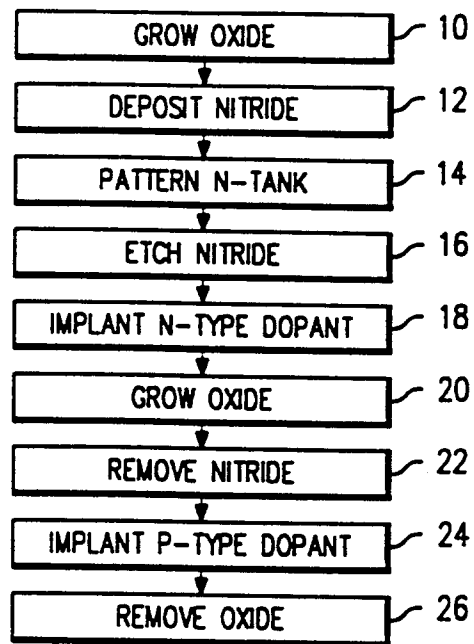 GROW OXIDE 10
DEPOSIT NITRIDE 12
PATTERN N-TANK 14
ETCH NITRIDE 16
IMPLANT N-TYPE DOPANT 18
GROW OXIDE 20
REMOVE NITRIDE 22
IMPLANT P-TYPE DOPANT 24
REMOVE OXIDE 26